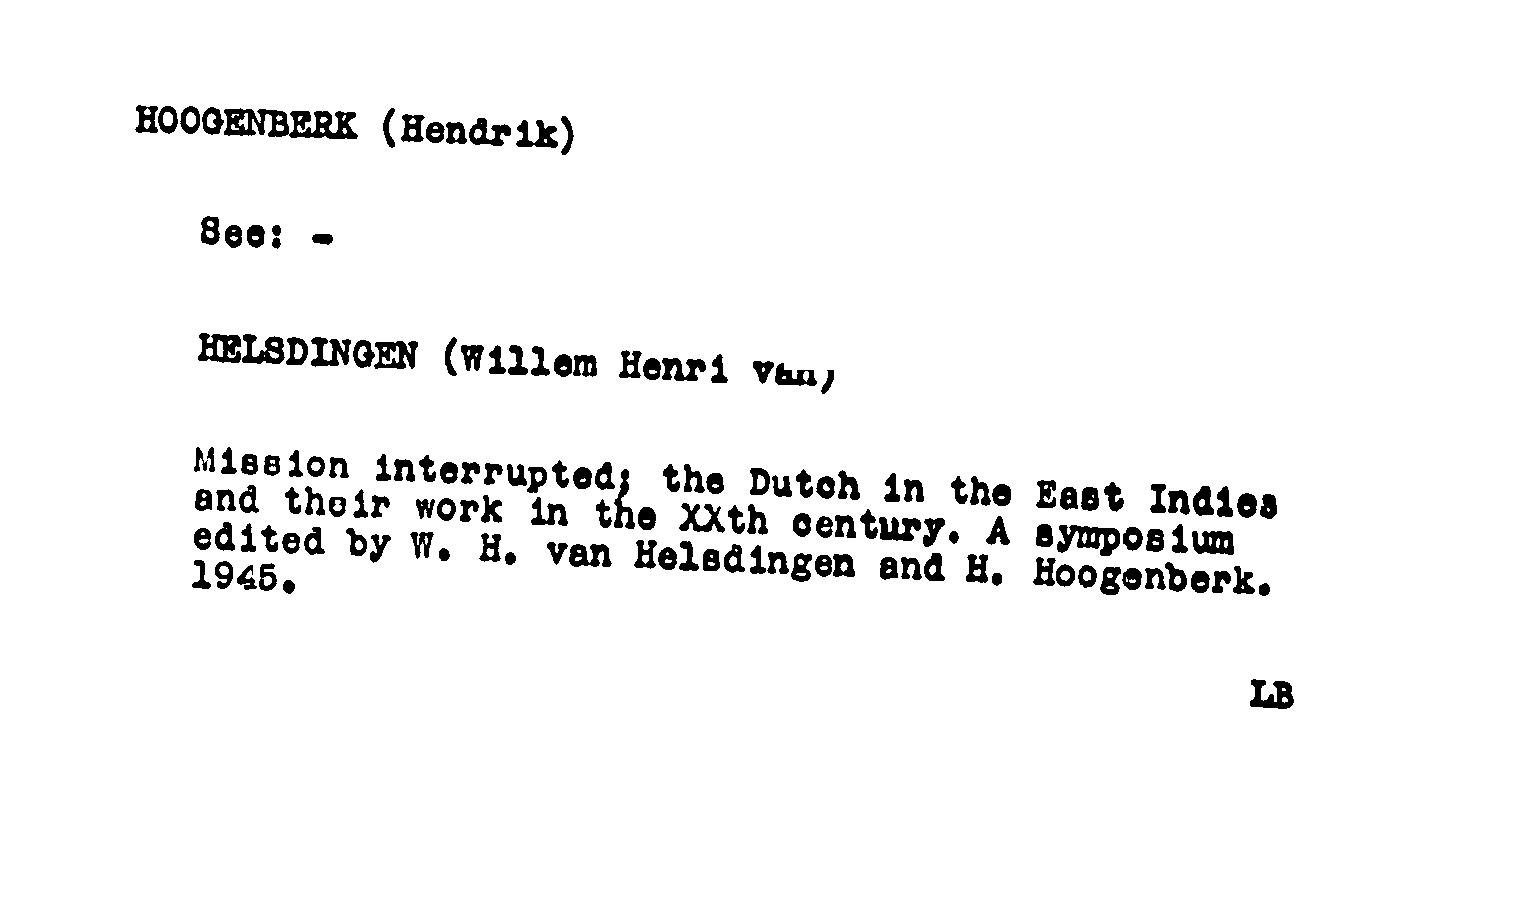 HOOGENBERK (Hendrik)
See: -
HELSDINGEN (Willem Henri van)
Mission interrupted; the Dutch in the East Indies
and their work in the XXth century. A symposium
edited by W. H. van Helsdingen and H. Hoogenberk.
1945.
LB